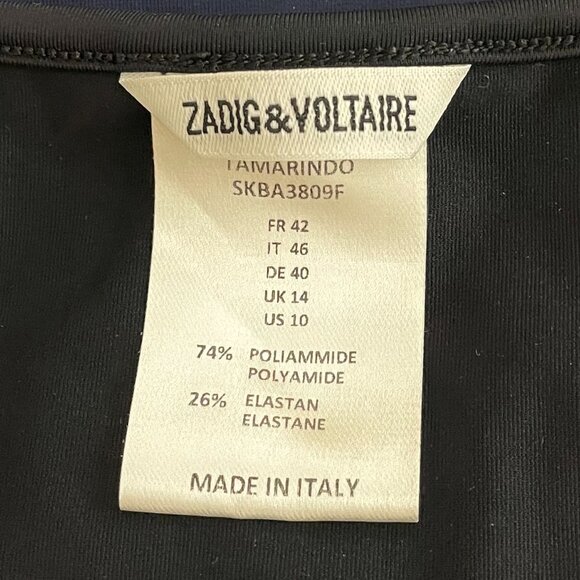 ZADIG&VOLTAIRE
TAMARINDO
SKBA3809F
FR 42
IT 46
DE 40
UK 14
US 10
74% POLIAMMIDE
POLYAMIDE
26% ELASTAN
ELASTANE
MADE IN ITALY